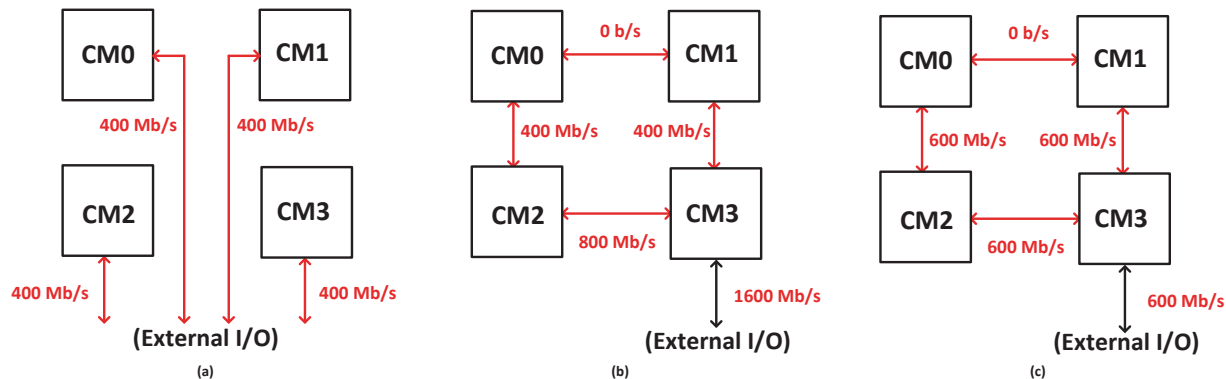 CM0
CM1
400 Mb/s
400 Mb/s
CM2
CM3
400 Mb/s
400 Mb/s
(External I/O)
(a)
0 b/s
CM0
CM1
400 Mb/s
400 Mb/s
CM2
CM3
800 Mb/s
1600 Mb/s
(External I/O)
(b)
0 b/s
CM0
CM1
600 Mb/s
600 Mb/s
CM2
CM3
600 Mb/s
600 Mb/s
(External I/O)
(c)